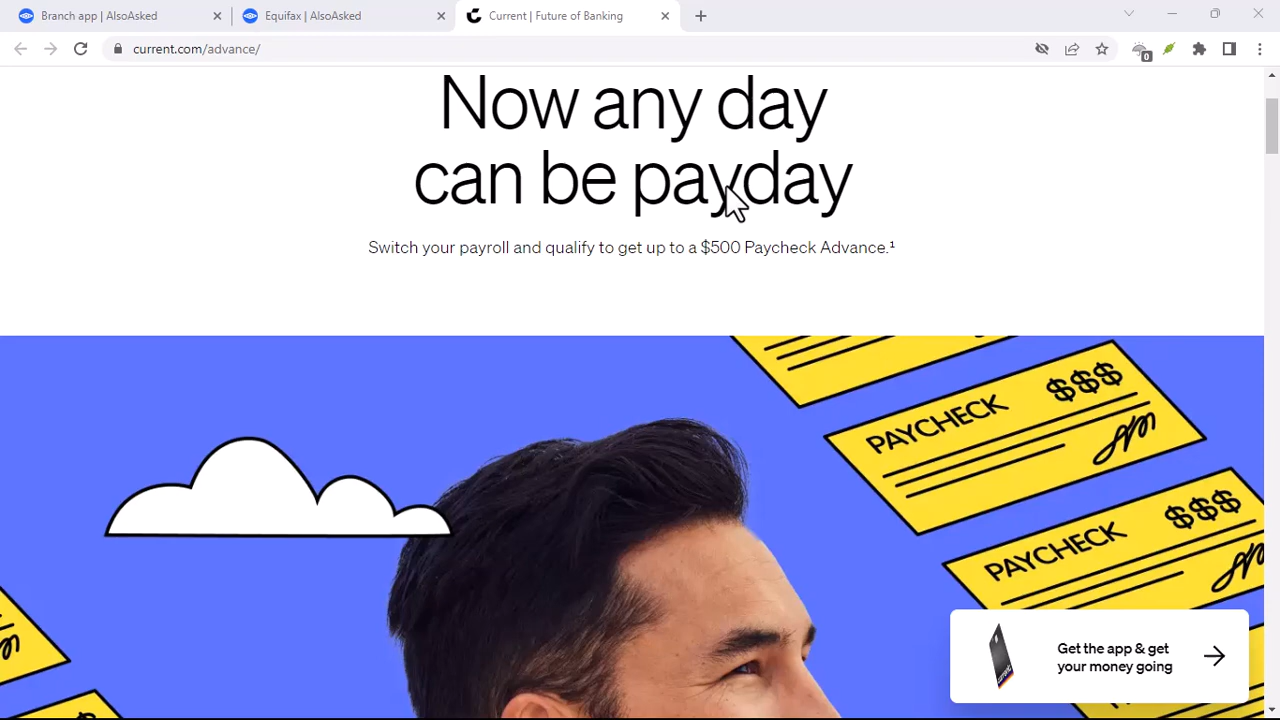 Branch app | AlsoAsked
Equifax | AlsoAsked
Current | Future of Banking
current.com/advance/
0
Now any day
can be payday
Switch your payroll and qualify to get up to a $500 Paycheck Advance.¹
PAYCHECK $$$
PAYCHECK $$$
Get the app & get
your money going
current